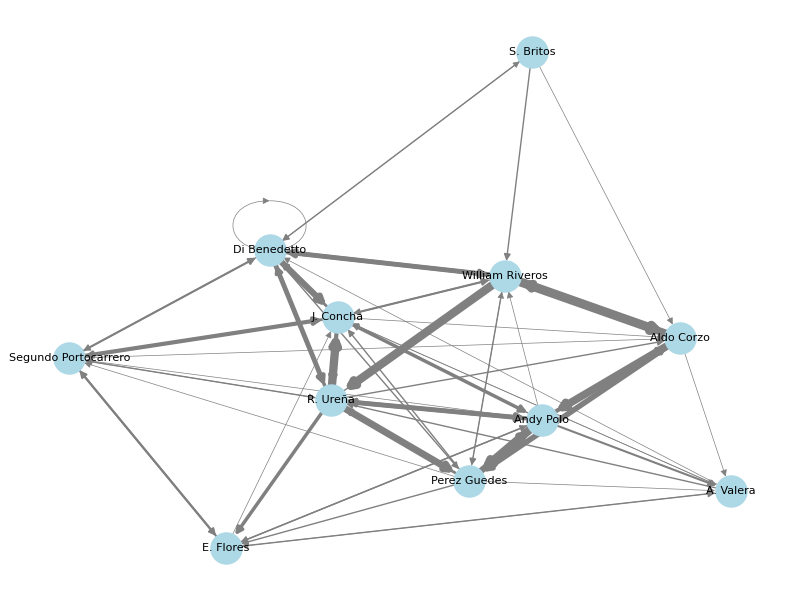 S. Britos
Di Benedetto
William Riveros
J. Concha
Aldo Corzo
Segundo Portocarrero
R. Ureña
Andy Polo
Perez Guedes
A. Valera
E. Flores